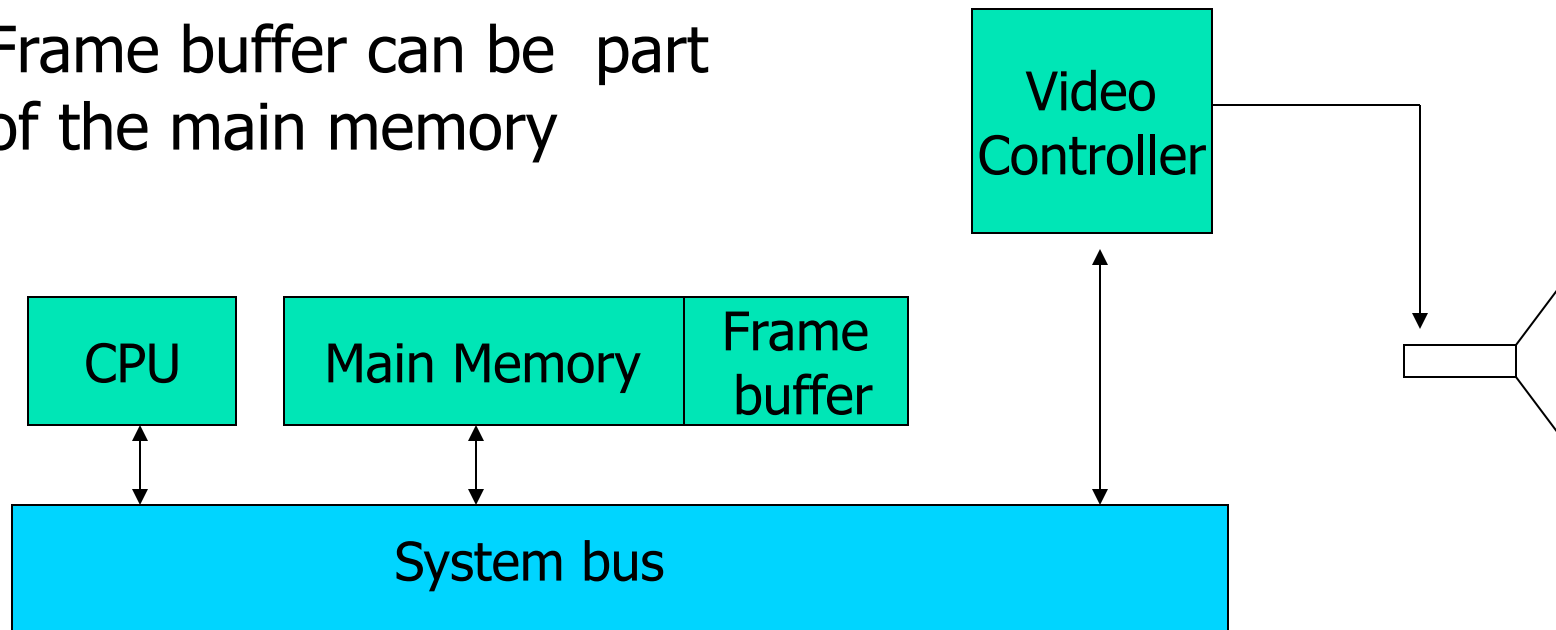 Frame buffer can be  part
of the main memory
Video
Controller
CPU
Main Memory
Frame
buffer
System bus